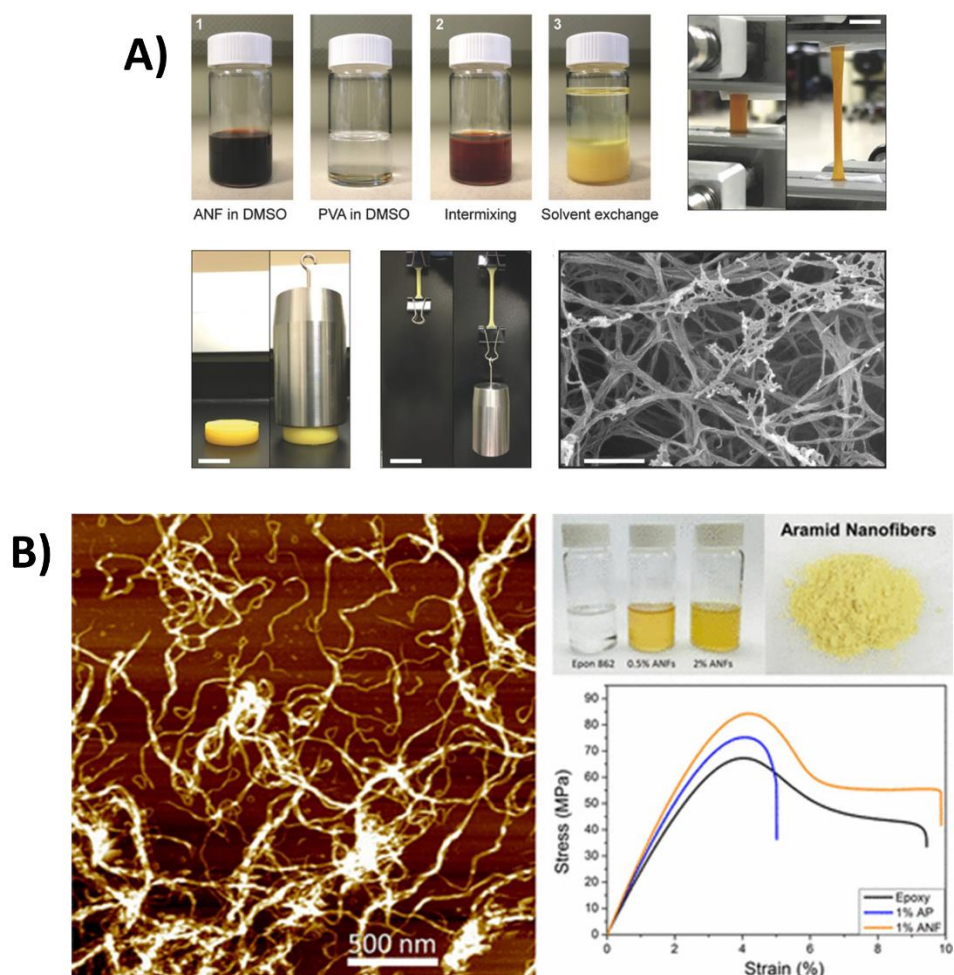 A)
1
2
3
ANF in DMSO
PVA in DMSO
Intermixing
Solvent exchange
B)
500 nm
Epon 862
0.5% ANFs
2% ANFs
Aramid Nanofibers
Stress (MPa)
90
80
70
60
50
40
30
20
10
0
0
2
4
6
8
10
Strain (%)
Epoxy
1% AP
1% ANF